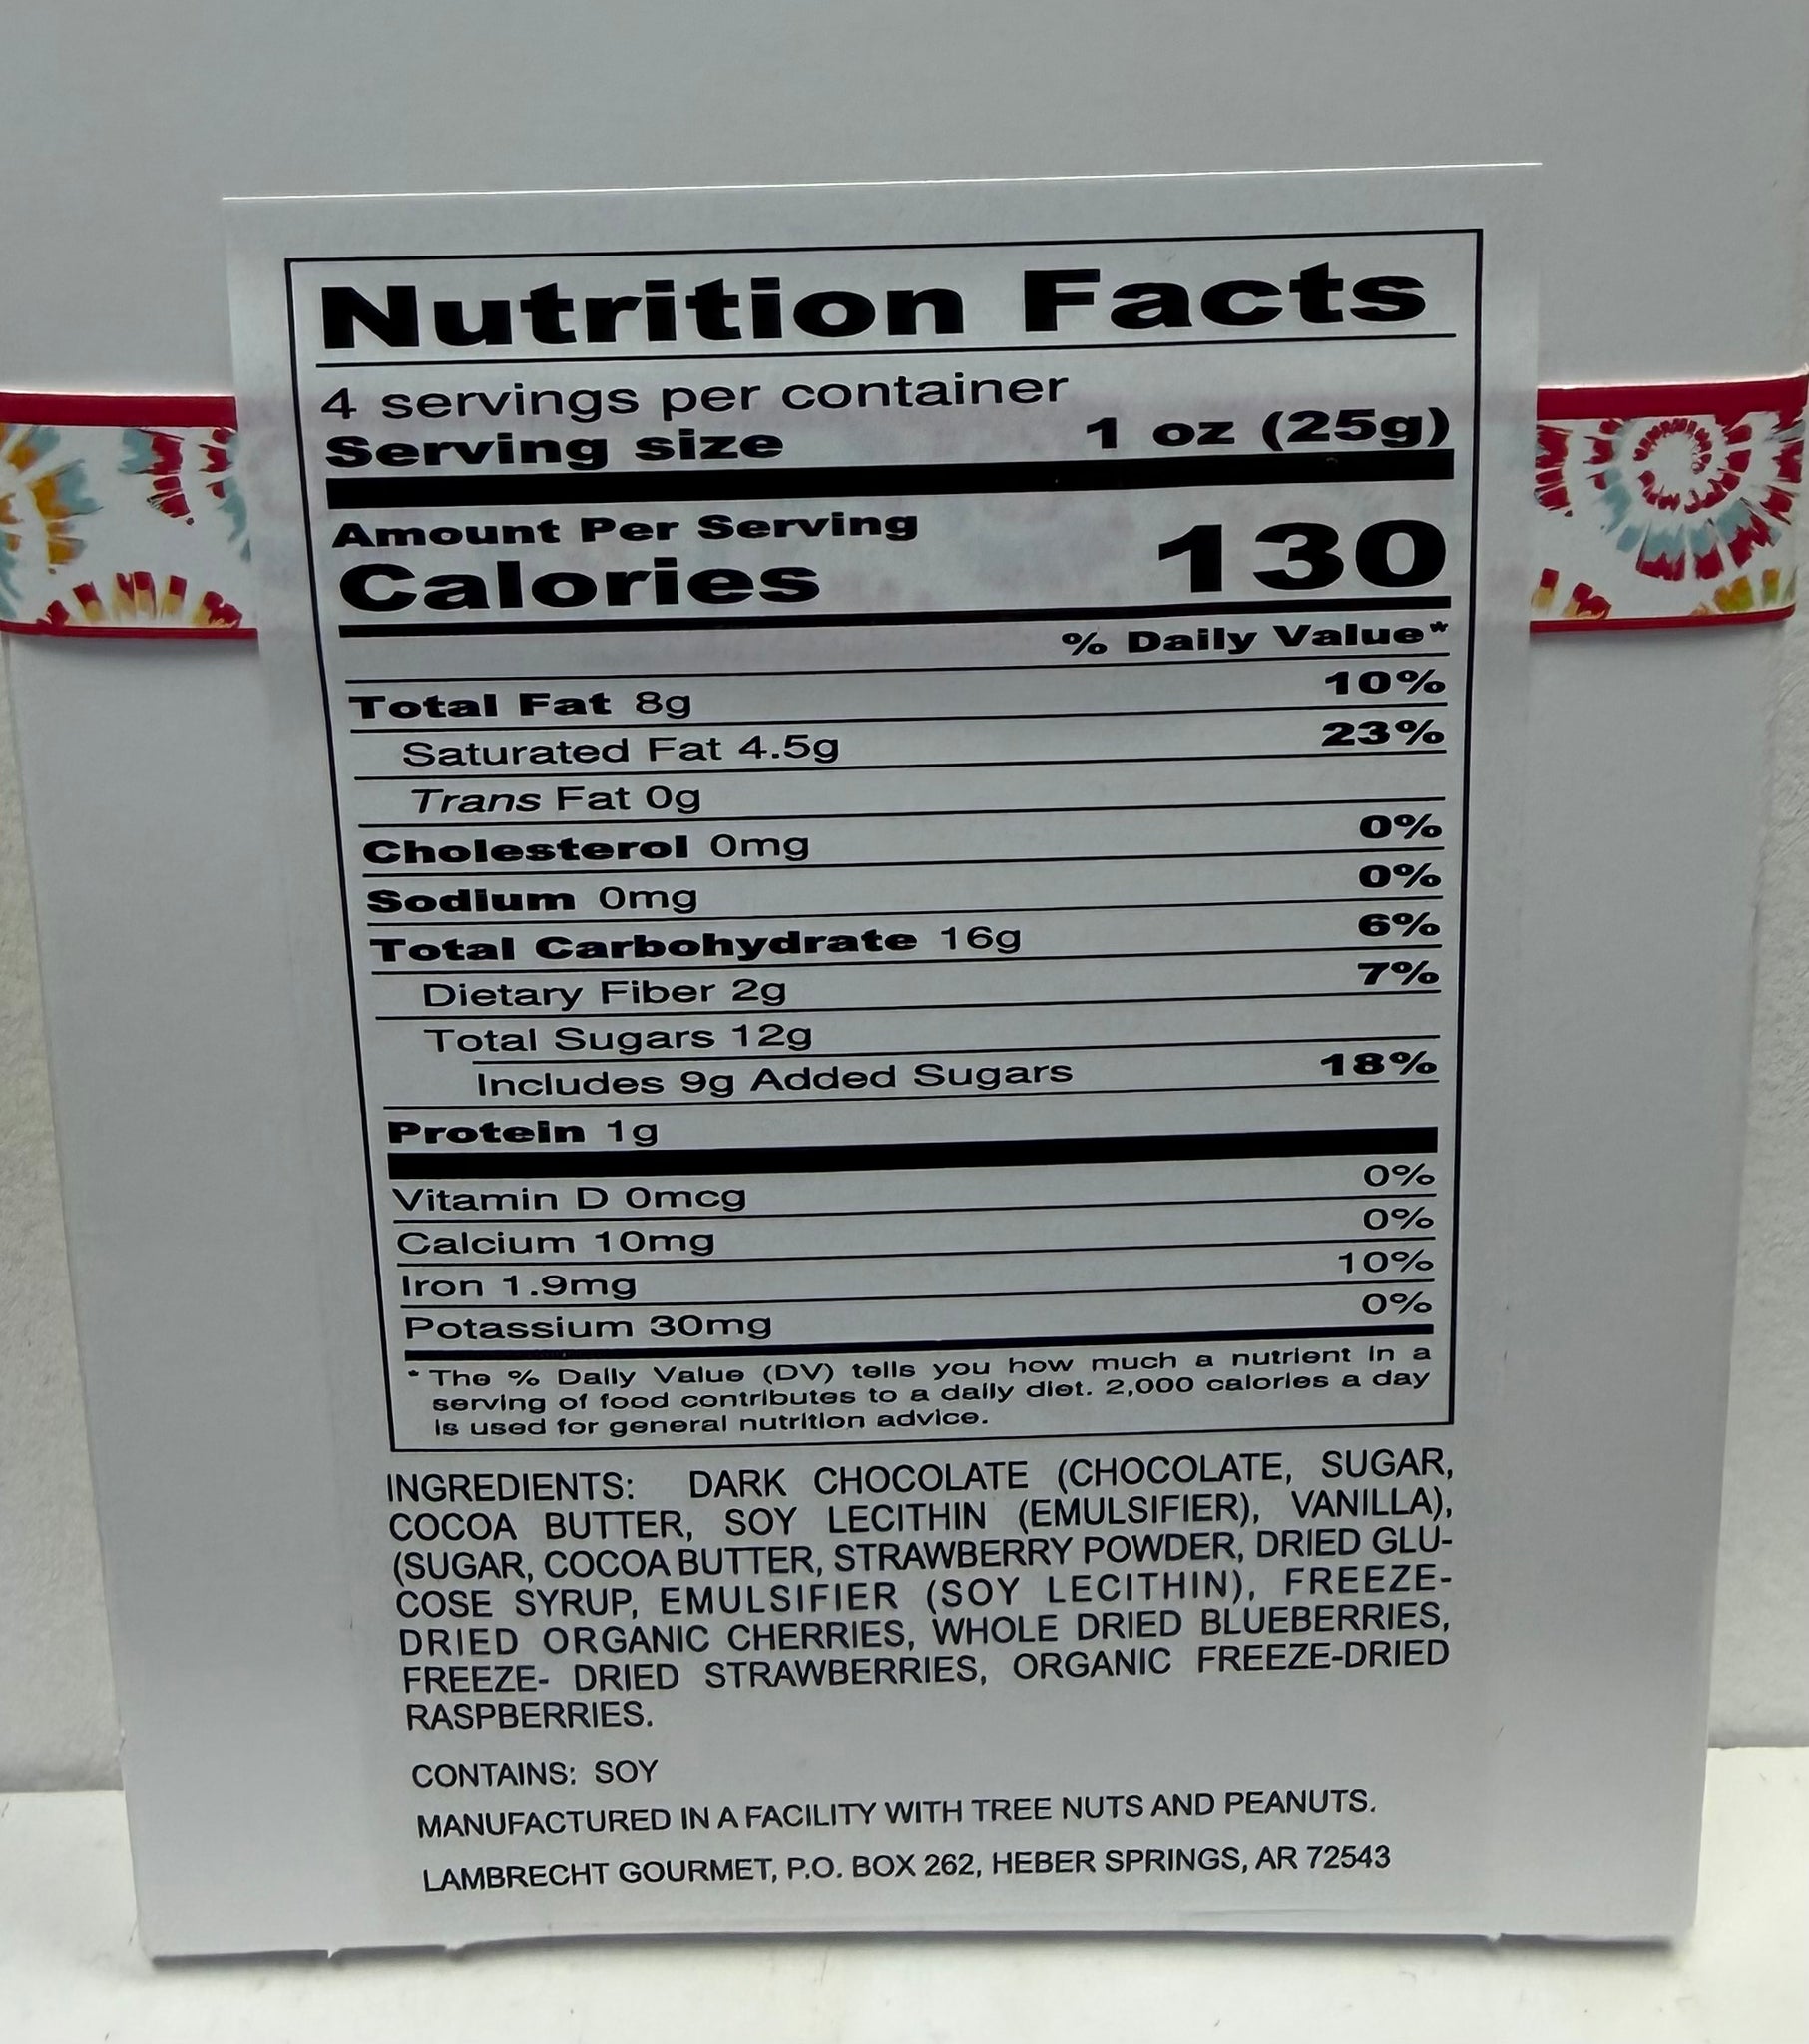 Nutrition Facts
4 servings per container
Serving size 1 oz (25g)
Amount Per Serving
Calories 130
% Daily Value*
Total Fat 8g 10%
Saturated Fat 4.5g 23%
Trans Fat 0g
Cholesterol 0mg 0%
Sodium 0mg 0%
Total Carbohydrate 16g 6%
Dietary Fiber 2g 7%
Total Sugars 12g
Includes 9g Added Sugars 18%
Protein 1g
Vitamin D 0mcg 0%
Calcium 10mg 0%
Iron 1.9mg 10%
Potassium 30mg 0%
* The % Daily Value (DV) tells you how much a nutrient in a
serving of food contributes to a daily diet. 2,000 calories a day
is used for general nutrition advice.
INGREDIENTS: DARK CHOCOLATE (CHOCOLATE, SUGAR,
COCOA BUTTER, SOY LECITHIN (EMULSIFIER), VANILLA),
(SUGAR, COCOA BUTTER, STRAWBERRY POWDER, DRIED GLU-
COSE SYRUP, EMULSIFIER (SOY LECITHIN), FREEZE-
DRIED ORGANIC CHERRIES, WHOLE DRIED BLUEBERRIES,
FREEZE- DRIED STRAWBERRIES, ORGANIC FREEZE-DRIED
RASPBERRIES.
CONTAINS: SOY
MANUFACTURED IN A FACILITY WITH TREE NUTS AND PEANUTS.
LAMBRECHT GOURMET, P.O. BOX 262, HEBER SPRINGS, AR 72543